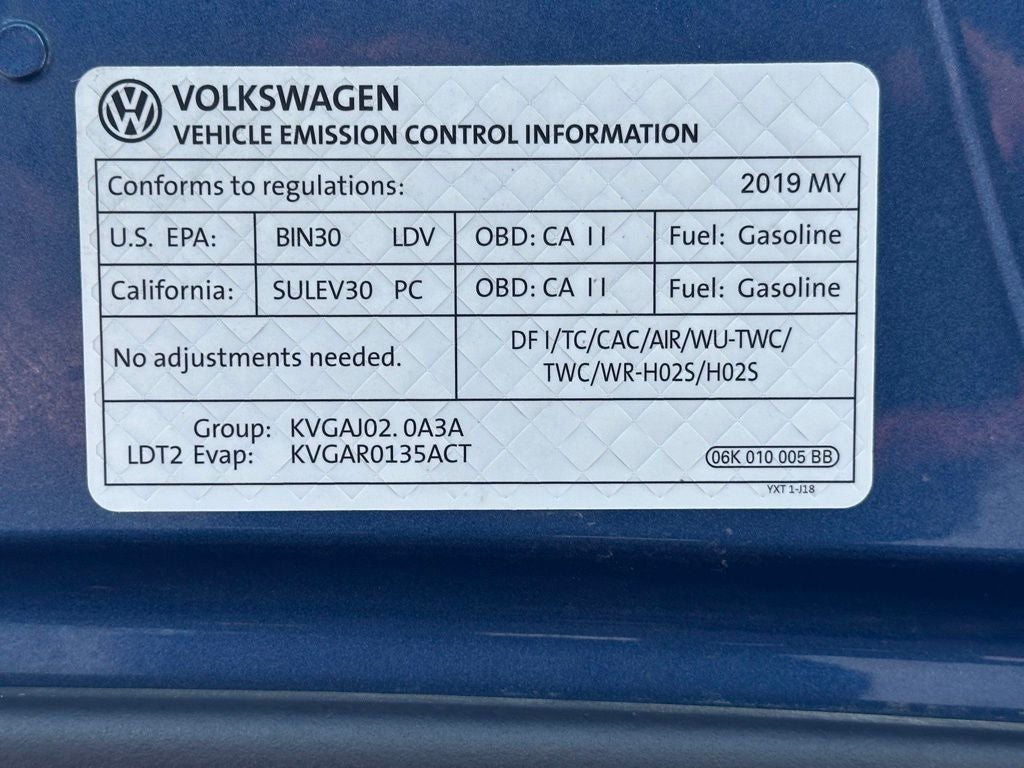 VOLKSWAGEN
VEHICLE EMISSION CONTROL INFORMATION
Conforms to regulations: 2019 MY
U.S. EPA: BIN30 LDV OBD: CA II Fuel: Gasoline
California: SULEV30 PC OBD: CA II Fuel: Gasoline
No adjustments needed.
DFI/TC/CAC/AIR/WU-TWC/
TWC/WR-HO2S/HO2S
Group: KVGAJ02.0A3A
LDT2 Evap: KVGAR0135ACT
06K 010 005 BB
YXT 1-J18